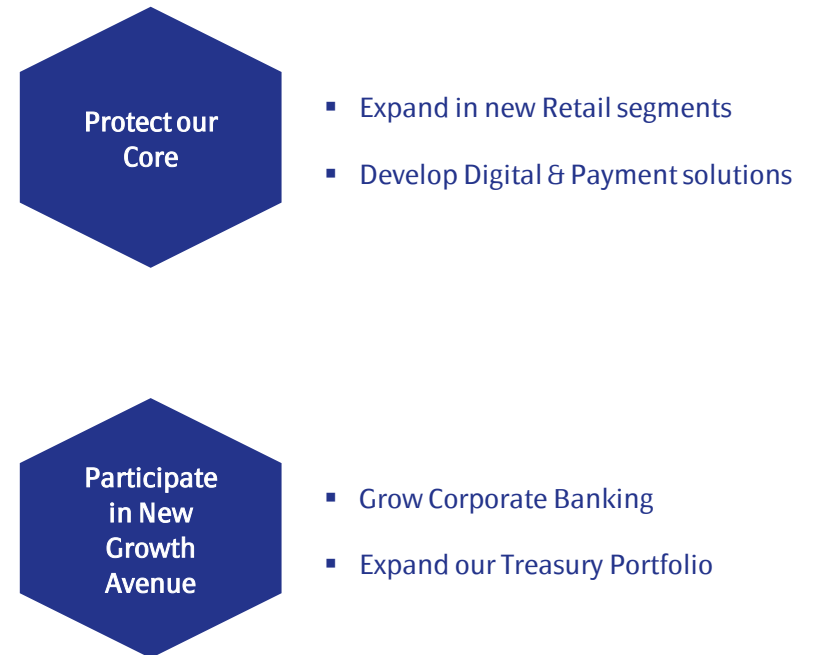 Protect our
Core
▪ Expand in new Retail segments
▪ Develop Digital & Payment solutions
Participate
in New
Growth
Avenue
▪ Grow Corporate Banking
▪ Expand our Treasury Portfolio